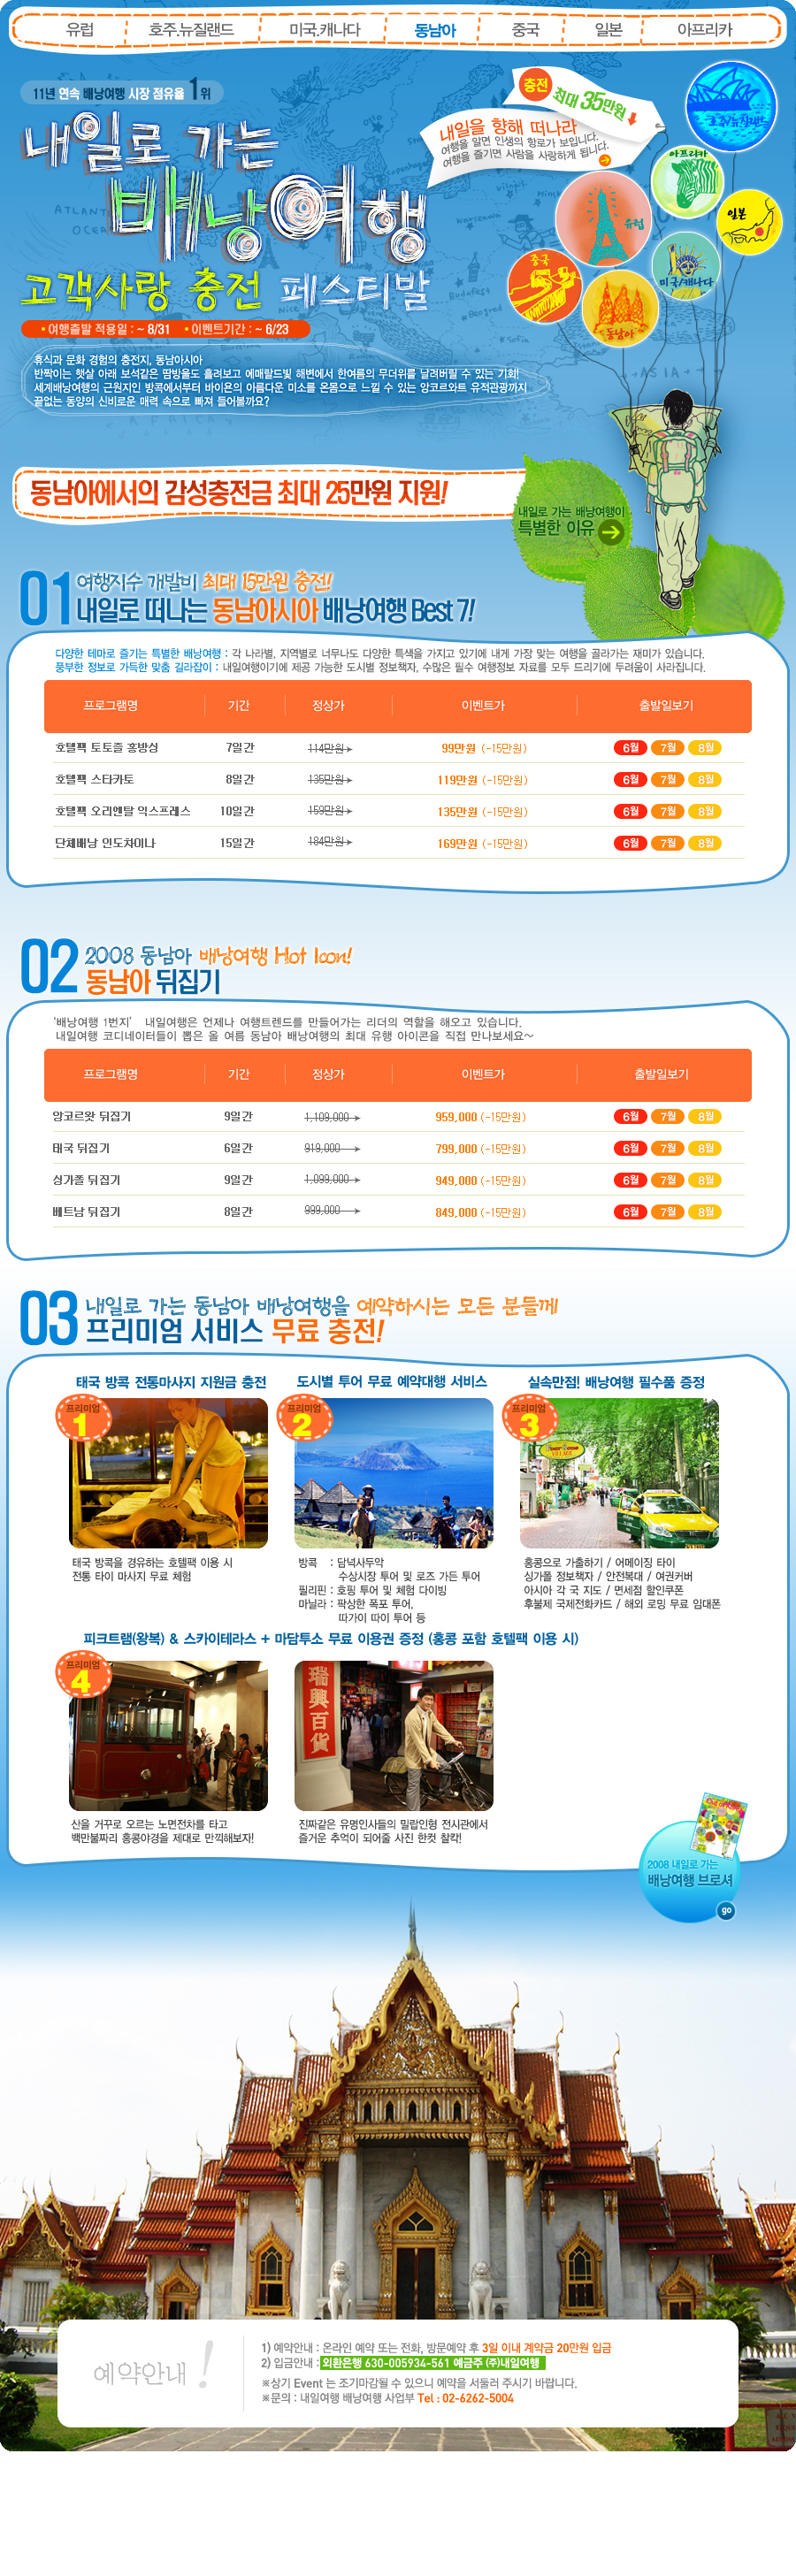 유럽
호주.뉴질랜드
미국.캐나다
동남아
중국
일본
아프리카
11년 연속 배낭여행 시장 점유율 1위
내일로 가는
배낭여행
고객사랑 충전 페스티발
• 여행출발 적용일 : ~ 8/31 • 이벤트기간 : ~ 6/23
충전 최대 35만원
내일을 향해 떠나라
여행을 알면 인생의 항로가 보입니다.
여행을 즐기면 사람을 사랑하게 됩니다.
호주/뉴질랜드
아프리카
일본
유럽
미국/캐나다
중국
동남아
ASIA
휴식과 문화 경험의 충전지, 동남아시아
반짝이는 햇살 아래 보석같은 땀방울도 흘려보고 에메랄드빛 해변에서 한여름의 무더위를 날려버릴 수 있는 기회!
세계배낭여행의 근원지인 방콕에서부터 바이욘의 아름다운 미소를 온몸으로 느낄 수 있는 앙코르와트 유적관광까지
끝없는 동양의 신비로운 매력 속으로 빠져 들어볼까요?
동남아에서의 감성충전금 최대 25만원 지원!
내일로 가는 배낭여행이
특별한 이유
01 여행지수 개발비 최대 15만원 충전!
내일로 떠나는 동남아시아 배낭여행 Best 7!
다양한 테마로 즐기는 특별한 배낭여행 : 각 나라별, 지역별로 너무나도 다양한 특색을 가지고 있기에 내게 가장 맞는 여행을 골라가는 재미가 있습니다.
풍부한 정보로 가득한 맞춤 길라잡이 : 내일여행이기에 제공 가능한 도시별 정보책자, 수많은 필수 여행정보 자료를 모두 드리기에 두려움이 사라집니다.
프로그램명 기간 정상가 이벤트가 출발일보기
호텔팩 토토즐 홍방싱 7일간 114만원 99만원 (-15만원) 6월 7월 8월
호텔팩 스타카토 8일간 135만원 119만원 (-15만원) 6월 7월 8월
호텔팩 오리엔탈 익스프레스 10일간 159만원 135만원 (-15만원) 6월 7월 8월
단체배낭 인도차이나 15일간 184만원 169만원 (-15만원) 6월 7월 8월
02 2008 동남아 배낭여행 Hot Icon!
동남아 뒤집기
'배낭여행 1번지' 내일여행은 언제나 여행트렌드를 만들어가는 리더의 역할을 해오고 있습니다.
내일여행 코디네이터들이 뽑은 올 여름 동남아 배낭여행의 최대 유행 아이콘을 직접 만나보세요~
프로그램명 기간 정상가 이벤트가 출발일보기
앙코르왓 뒤집기 9일간 1,109,000 959,000 (-15만원) 6월 7월 8월
태국 뒤집기 6일간 919,000 799,000 (-15만원) 6월 7월 8월
싱가폴 뒤집기 9일간 1,099,000 949,000 (-15만원) 6월 7월 8월
베트남 뒤집기 8일간 999,000 849,000 (-15만원) 6월 7월 8월
03 내일로 가는 동남아 배낭여행을 예약하시는 모든 분들께
프리미엄 서비스 무료 충전!
태국 방콕 전통마사지 지원금 충전
프리미엄 1
태국 방콕을 경유하는 호텔팩 이용 시
전통 타이 마사지 무료 체험
도시별 투어 무료 예약대행 서비스
프리미엄 2
방콕 : 담넉사두악
수상시장 투어 및 로즈 가든 투어
필리핀 : 호핑 투어 및 체험 다이빙
마닐라 : 팍상한 폭포 투어,
따가이 따이 투어 등
실속만점! 배낭여행 필수품 증정
프리미엄 3
홍콩으로 가출하기 / 어메이징 타이
싱가폴 정보책자 / 안전복대 / 여권커버
아시아 각 국 지도 / 면세점 할인쿠폰
후불제 국제전화카드 / 해외 로밍 무료 임대폰
피크트램(왕복) & 스카이테라스 + 마담투소 무료 이용권 증정 (홍콩 포함 호텔팩 이용 시)
프리미엄 4
瑞興百貨
산을 거꾸로 오르는 노면전차를 타고
백만불짜리 홍콩야경을 제대로 만끽해보자!
진짜같은 유명인사들의 밀랍인형 전시관에서
즐거운 추억이 되어줄 사진 한컷 찰칵!
2008 내일로 가는
배낭여행 브로셔
go
예약안내 !
1) 예약안내 : 온라인 예약 또는 전화, 방문예약 후 3일 이내 계약금 20만원 입금
2) 입금안내 : 외환은행 630-005934-561 예금주 (주)내일여행
※상기 Event 는 조기마감될 수 있으니 예약을 서둘러 주시기 바랍니다.
※문의 : 내일여행 배낭여행 사업부 Tel : 02-6262-5004